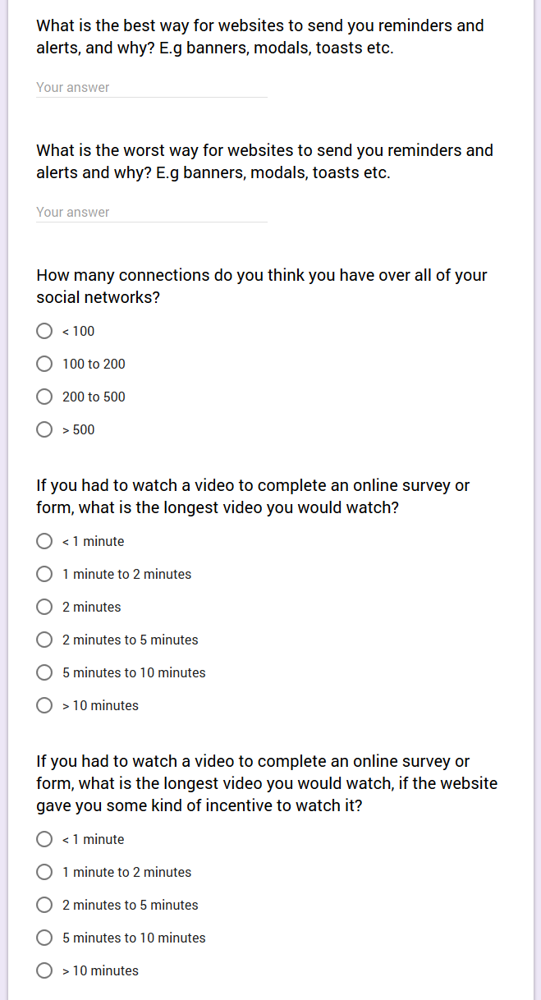 What is the best way for websites to send you reminders and
alerts, and why? E.g banners, modals, toasts etc.
Your answer
What is the worst way for websites to send you reminders and
alerts and why? E.g banners, modals, toasts etc.
Your answer
How many connections do you think you have over all of your
social networks?
< 100
100 to 200
200 to 500
> 500
If you had to watch a video to complete an online survey or
form, what is the longest video you would watch?
< 1 minute
1 minute to 2 minutes
2 minutes
2 minutes to 5 minutes
5 minutes to 10 minutes
> 10 minutes
If you had to watch a video to complete an online survey or
form, what is the longest video you would watch, if the website
gave you some kind of incentive to watch it?
< 1 minute
1 minute to 2 minutes
2 minutes to 5 minutes
5 minutes to 10 minutes
> 10 minutes